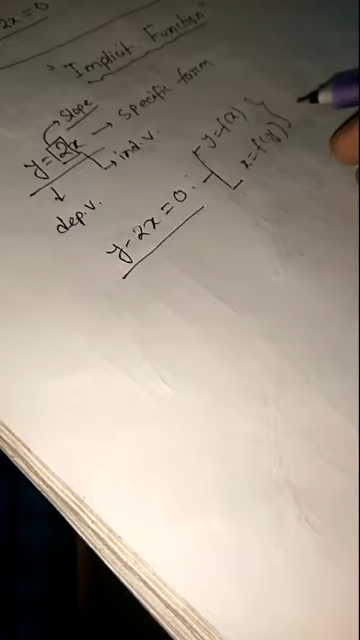 2x=0
"Implicit Function"
slope
y=2x → specific form
ind v.
dep. v.
y-2x=0: y=f(x)
x=f(y)